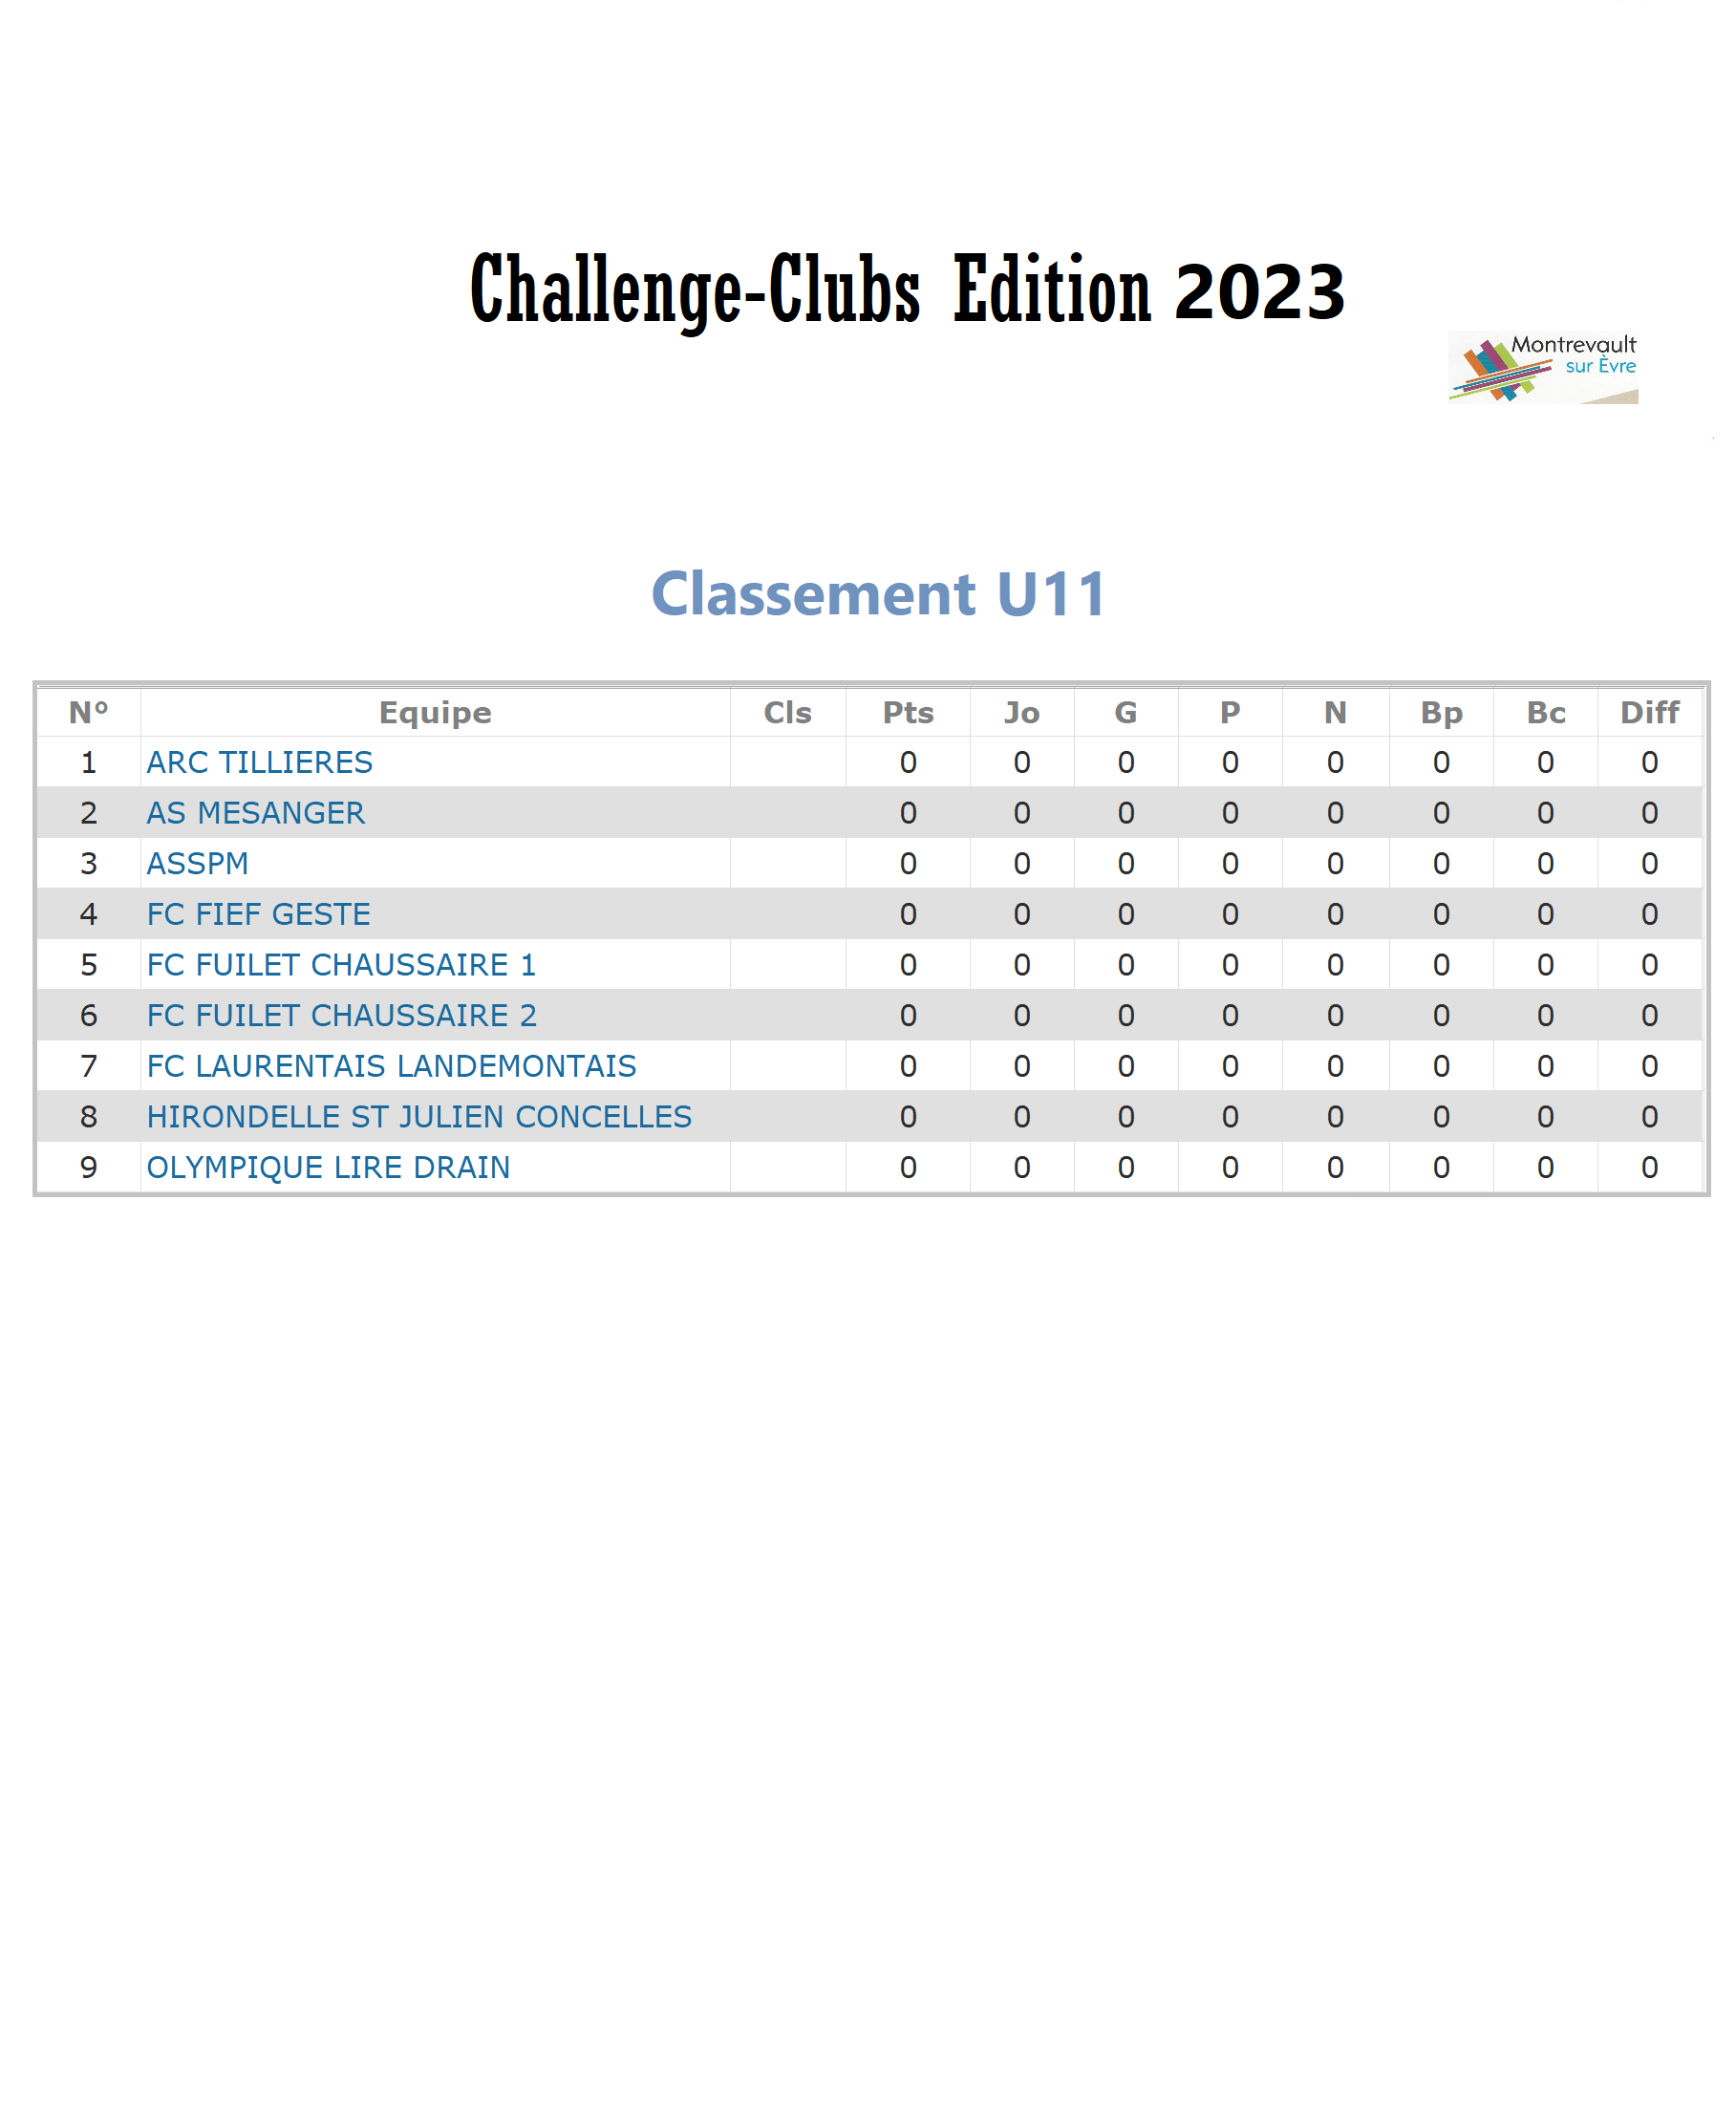 Challenge-Clubs Edition 2023
Montrevault
sur Èvre
Classement U11
Nº Equipe Cls Pts Jo G P N Bp Bc Diff
1 ARC TILLIERES 0 0 0 0 0 0 0 0
2 AS MESANGER 0 0 0 0 0 0 0 0
3 ASSPM 0 0 0 0 0 0 0 0
4 FC FIEF GESTE 0 0 0 0 0 0 0 0
5 FC FUILET CHAUSSAIRE 1 0 0 0 0 0 0 0 0
6 FC FUILET CHAUSSAIRE 2 0 0 0 0 0 0 0 0
7 FC LAURENTAIS LANDEMONTAIS 0 0 0 0 0 0 0 0
8 HIRONDELLE ST JULIEN CONCELLES 0 0 0 0 0 0 0 0
9 OLYMPIQUE LIRE DRAIN 0 0 0 0 0 0 0 0